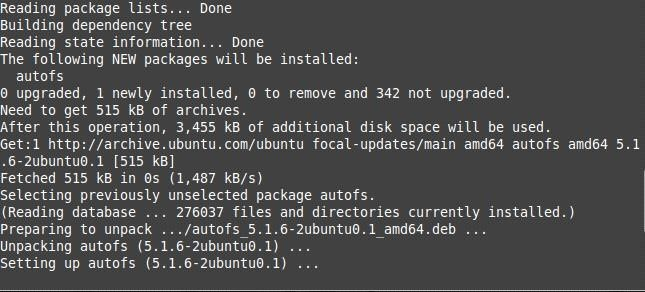 Reading package lists... Done
Building dependency tree
Reading state information... Done
The following NEW packages will be installed:
  autofs
0 upgraded, 1 newly installed, 0 to remove and 342 not upgraded.
Need to get 515 kB of archives.
After this operation, 3,455 kB of additional disk space will be used.
Get:1 http://archive.ubuntu.com/ubuntu focal-updates/main amd64 autofs amd64 5.1
.6-2ubuntu0.1 [515 kB]
Fetched 515 kB in 0s (1,487 kB/s)
Selecting previously unselected package autofs.
(Reading database ... 276037 files and directories currently installed.)
Preparing to unpack .../autofs_5.1.6-2ubuntu0.1_amd64.deb ...
Unpacking autofs (5.1.6-2ubuntu0.1) ...
Setting up autofs (5.1.6-2ubuntu0.1) ...